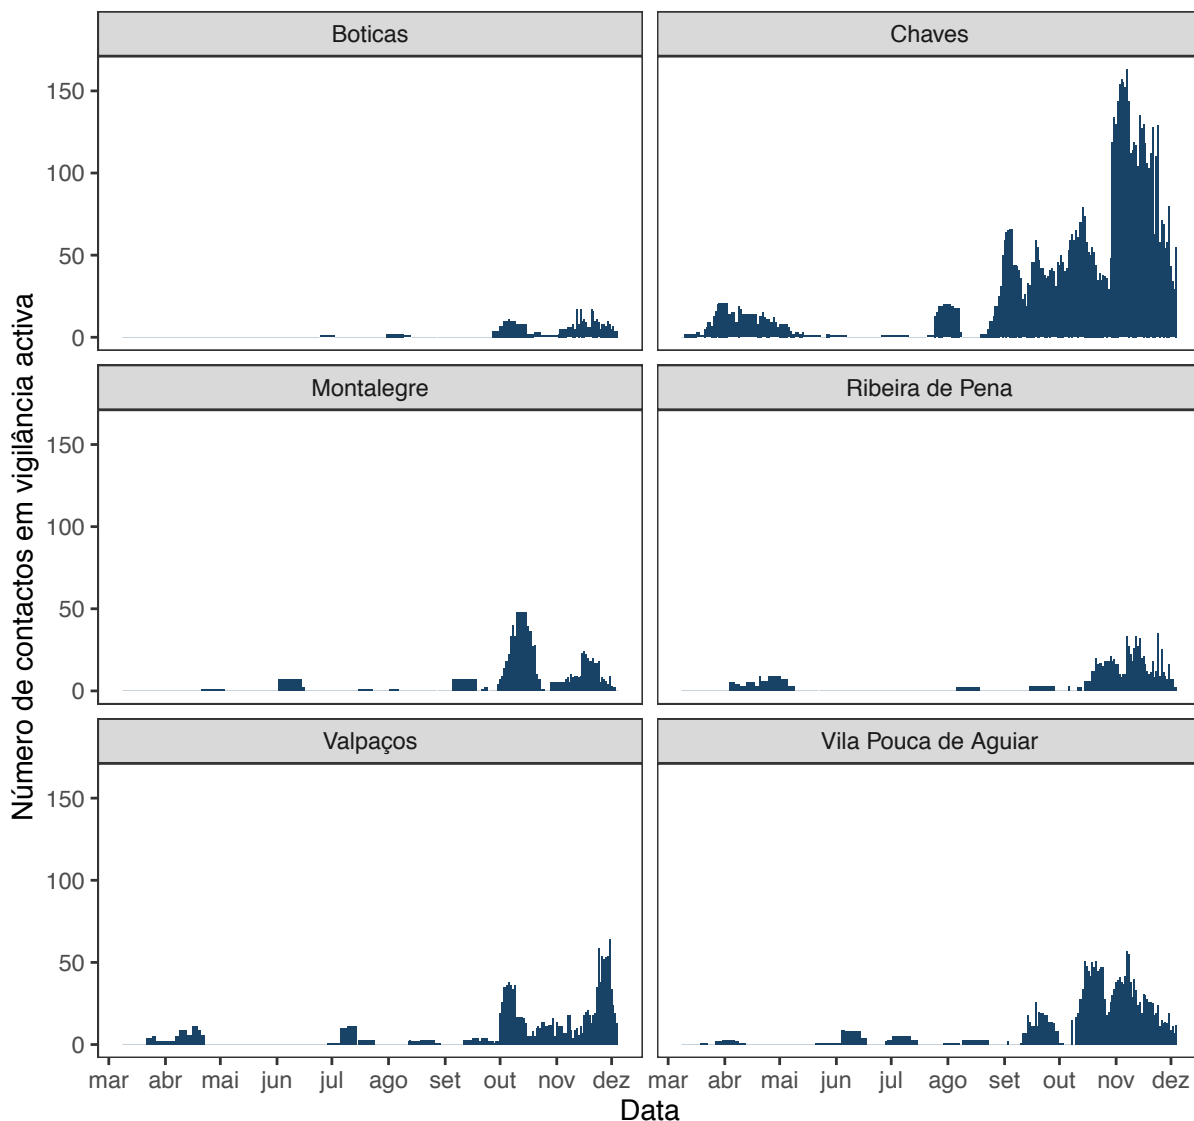 Boticas
Chaves
150
100
50
0
Montalegre
Ribeira de Pena
150
100
50
0
Valpaços
Vila Pouca de Aguiar
150
100
50
0
mar abr mai jun jul ago set out nov dez
mar abr mai jun jul ago set out nov dez
Data
Número de contactos em vigilância activa